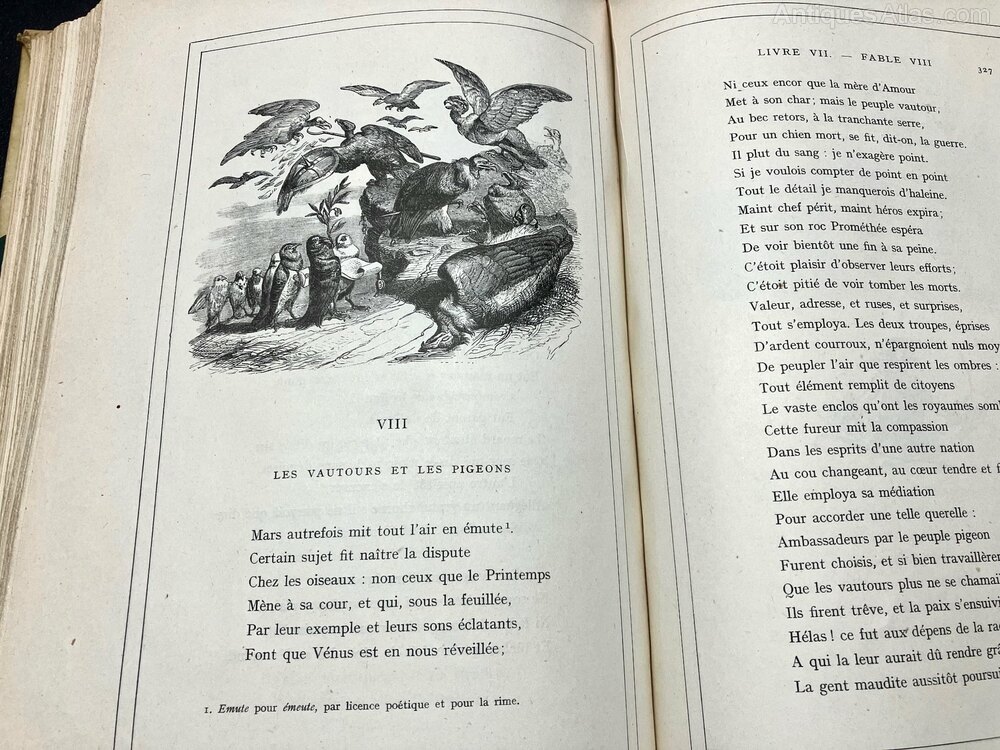 VIII
LES VAUTOURS ET LES PIGEONS
Mars autrefois mit tout l'air en émute¹.
Certain sujet fit naître la dispute
Chez les oiseaux : non ceux que le Printemps
Mène à sa cour, et qui, sous la feuillée,
Par leur exemple et leurs sons éclatants,
Font que Vénus est en nous réveillée;
1. Emute pour émeute, par licence poétique et pour la rime.
AntiquesAtlas.com
LIVRE VII. — FABLE VIII
327
Ni ceux encor que la mère d'Amour
Met à son char; mais le peuple vautour,
Au bec retors, à la tranchante serre,
Pour un chien mort, se fit, dit-on, la guerre.
Il plut du sang : je n'exagère point.
Si je voulois compter de point en point
Tout le détail je manquerois d'haleine.
Maint chef périt, maint héros expira;
Et sur son roc Prométhée espéra
De voir bientôt une fin à sa peine.
C'étoit plaisir d'observer leurs efforts;
C'étoit pitié de voir tomber les morts.
Valeur, adresse, et ruses, et surprises,
Tout s'employa. Les deux troupes, éprises
D'ardent courroux, n'épargnoient nuls moy
De peupler l'air que respirent les ombres :
Tout élément remplit de citoyens
Le vaste enclos qu'ont les royaumes som
Cette fureur mit la compassion
Dans les esprits d'une autre nation
Au cou changeant, au cœur tendre et f
Elle employa sa médiation
Pour accorder une telle querelle :
Ambassadeurs par le peuple pigeon
Furent choisis, et si bien travaillèren
Que les vautours plus ne se chamai
Ils firent trêve, et la paix s'ensuivi
Hélas ! ce fut aux dépens de la ra
A qui la leur aurait dû rendre grâ
La gent maudite aussitôt poursui